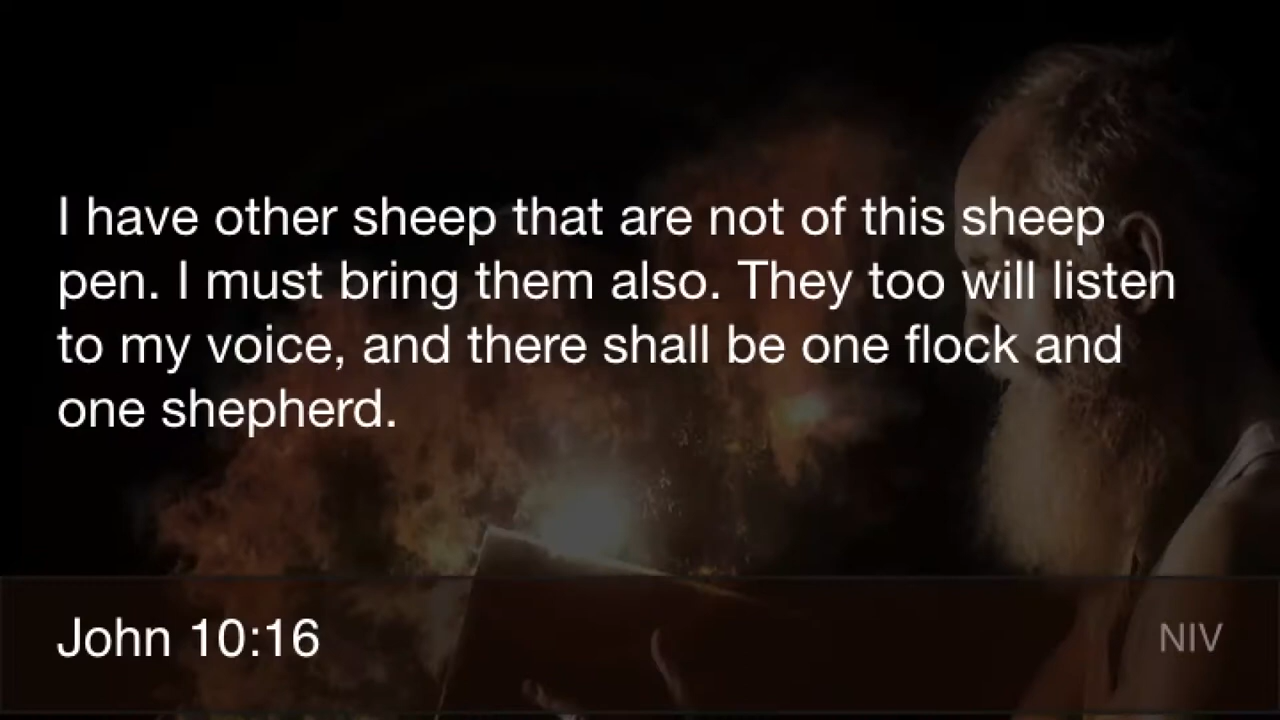 I have other sheep that are not of this sheep
pen. I must bring them also. They too will listen
to my voice, and there shall be one flock and
one shepherd.
John 10:16
NIV